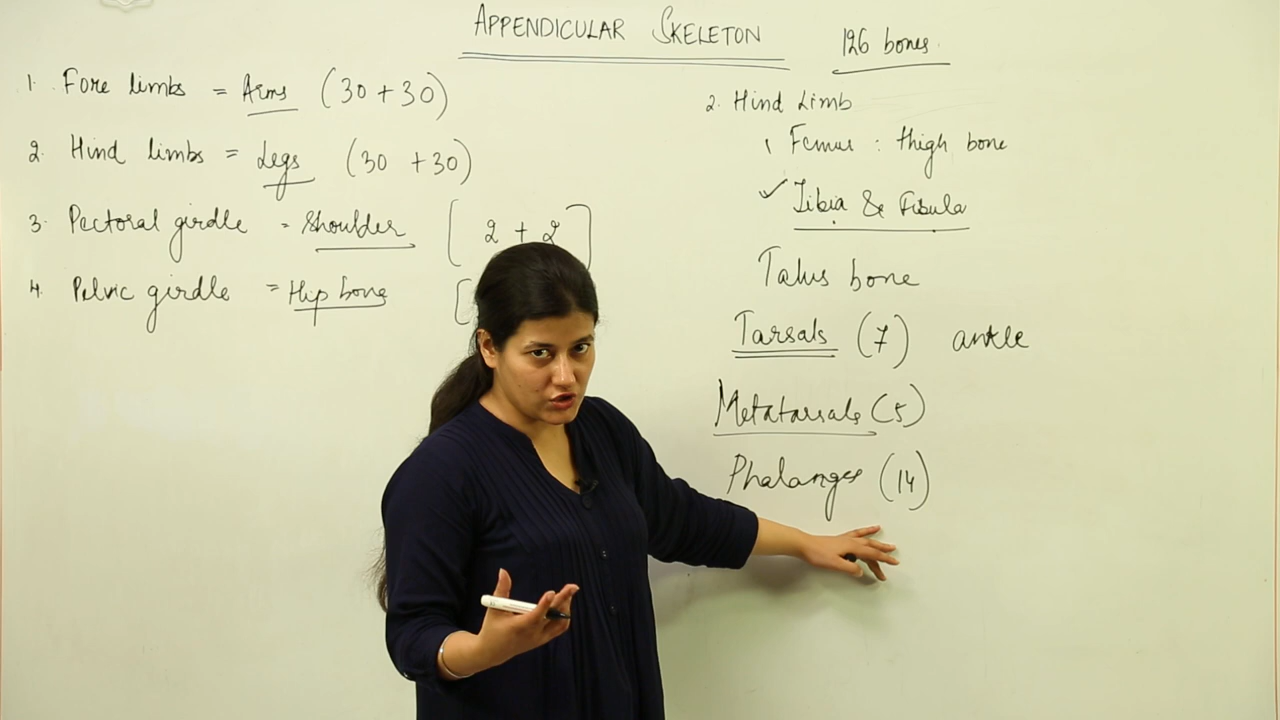 APPENDICULAR SKELETON
126 bones.
1. Fore limbs = Arms (30 + 30)
2. Hind limbs = Legs (30 + 30)
3. Pectoral girdle = Shoulder [2 + 2]
4. Pelvic girdle = Hip bone [
2. Hind Limb
1 Femur : thigh bone
✓ Tibia & Fibula
Talus bone
Tarsals (7) ankle
Metatarsals (5)
Phalanges (14)